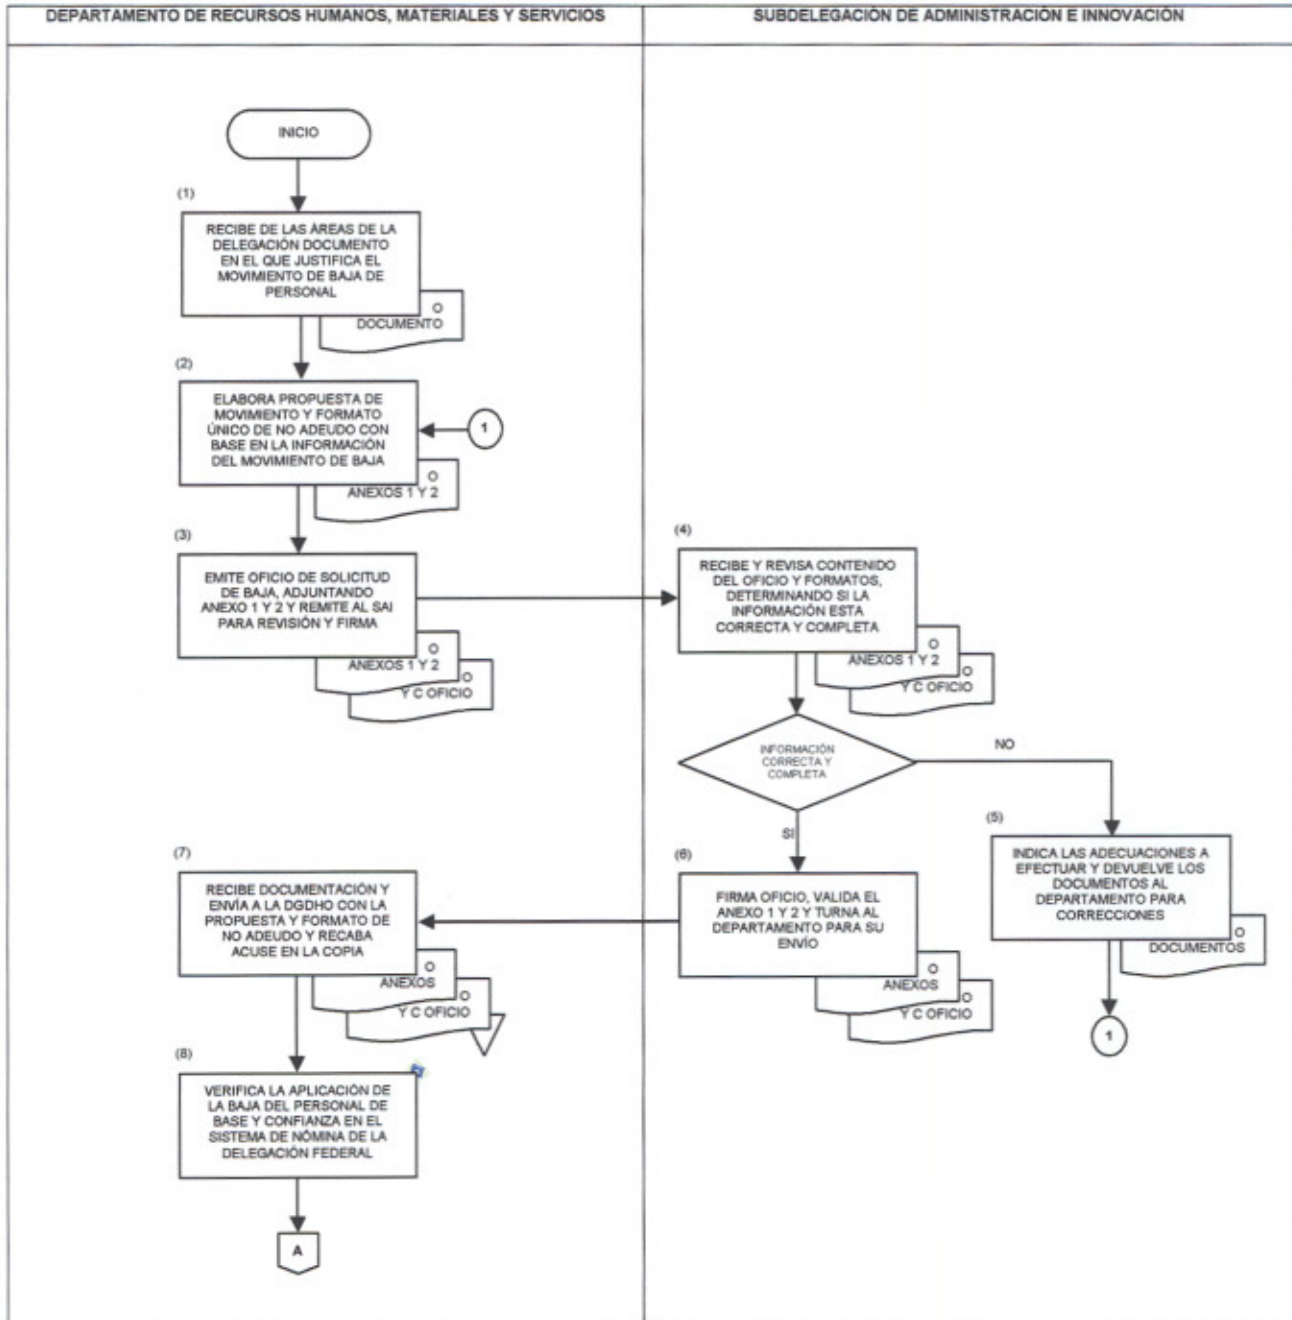 DEPARTAMENTO DE RECURSOS HUMANOS, MATERIALES Y SERVICIOS
SUBDELEGACIÓN DE ADMINISTRACIÓN E INNOVACIÓN
INICIO
(1)
RECIBE DE LAS ÁREAS DE LA
DELEGACIÓN DOCUMENTO
EN EL QUE JUSTIFICA EL
MOVIMIENTO DE BAJA DE
PERSONAL
O
DOCUMENTO
(2)
ELABORA PROPUESTA DE
MOVIMIENTO Y FORMATO
ÚNICO DE NO ADEUDO CON
BASE EN LA INFORMACIÓN
DEL MOVIMIENTO DE BAJA
1
O
ANEXOS 1 Y 2
(3)
EMITE OFICIO DE SOLICITUD
DE BAJA, ADJUNTANDO
ANEXO 1 Y 2 Y REMITE AL SAI
PARA REVISIÓN Y FIRMA
O
ANEXOS 1 Y 2
O
Y C OFICIO
(4)
RECIBE Y REVISA CONTENIDO
DEL OFICIO Y FORMATOS,
DETERMINANDO SI LA
INFORMACIÓN ESTA
CORRECTA Y COMPLETA
O
ANEXOS 1 Y 2
O
Y C OFICIO
INFORMACIÓN
CORRECTA Y
COMPLETA
NO
SI
(5)
INDICA LAS ADECUACIONES A
EFECTUAR Y DEVUELVE LOS
DOCUMENTOS AL
DEPARTAMENTO PARA
CORRECCIONES
O
DOCUMENTOS
1
(6)
FIRMA OFICIO, VALIDA EL
ANEXO 1 Y 2 Y TURNA AL
DEPARTAMENTO PARA SU
ENVÍO
O
ANEXOS
O
Y C OFICIO
(7)
RECIBE DOCUMENTACIÓN Y
ENVÍA A LA DGDHO CON LA
PROPUESTA Y FORMATO DE
NO ADEUDO Y RECABA
ACUSE EN LA COPIA
O
ANEXOS
O
Y C OFICIO
(8)
VERIFICA LA APLICACIÓN DE
LA BAJA DEL PERSONAL DE
BASE Y CONFIANZA EN EL
SISTEMA DE NÓMINA DE LA
DELEGACIÓN FEDERAL
A